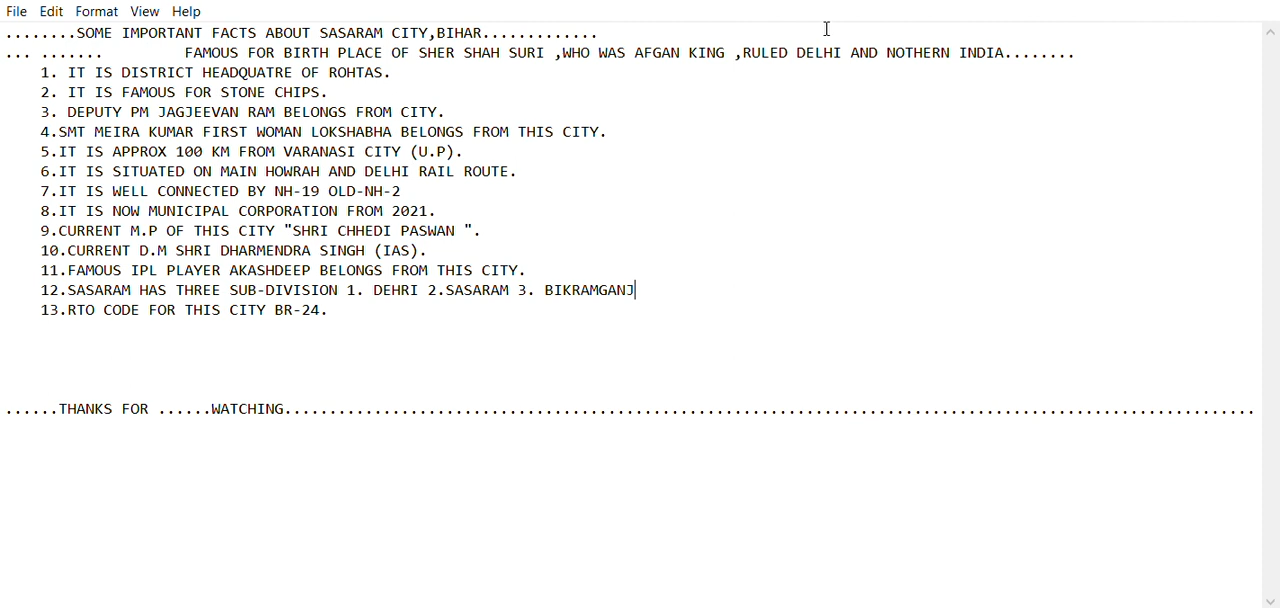 File Edit Format View Help
........SOME IMPORTANT FACTS ABOUT SASARAM CITY,BIHAR.............
... ....... FAMOUS FOR BIRTH PLACE OF SHER SHAH SURI ,WHO WAS AFGAN KING ,RULED DELHI AND NOTHERN INDIA........
1. IT IS DISTRICT HEADQUATRE OF ROHTAS.
2. IT IS FAMOUS FOR STONE CHIPS.
3. DEPUTY PM JAGJEEVAN RAM BELONGS FROM CITY.
4.SMT MEIRA KUMAR FIRST WOMAN LOKSHABHA BELONGS FROM THIS CITY.
5.IT IS APPROX 100 KM FROM VARANASI CITY (U.P).
6.IT IS SITUATED ON MAIN HOWRAH AND DELHI RAIL ROUTE.
7.IT IS WELL CONNECTED BY NH-19 OLD-NH-2
8.IT IS NOW MUNICIPAL CORPORATION FROM 2021.
9.CURRENT M.P OF THIS CITY "SHRI CHHEDI PASWAN ".
10.CURRENT D.M SHRI DHARMENDRA SINGH (IAS).
11.FAMOUS IPL PLAYER AKASHDEEP BELONGS FROM THIS CITY.
12.SASARAM HAS THREE SUB-DIVISION 1. DEHRI 2.SASARAM 3. BIKRAMGANJ
13.RTO CODE FOR THIS CITY BR-24.
......THANKS FOR ......WATCHING............................................................................................................